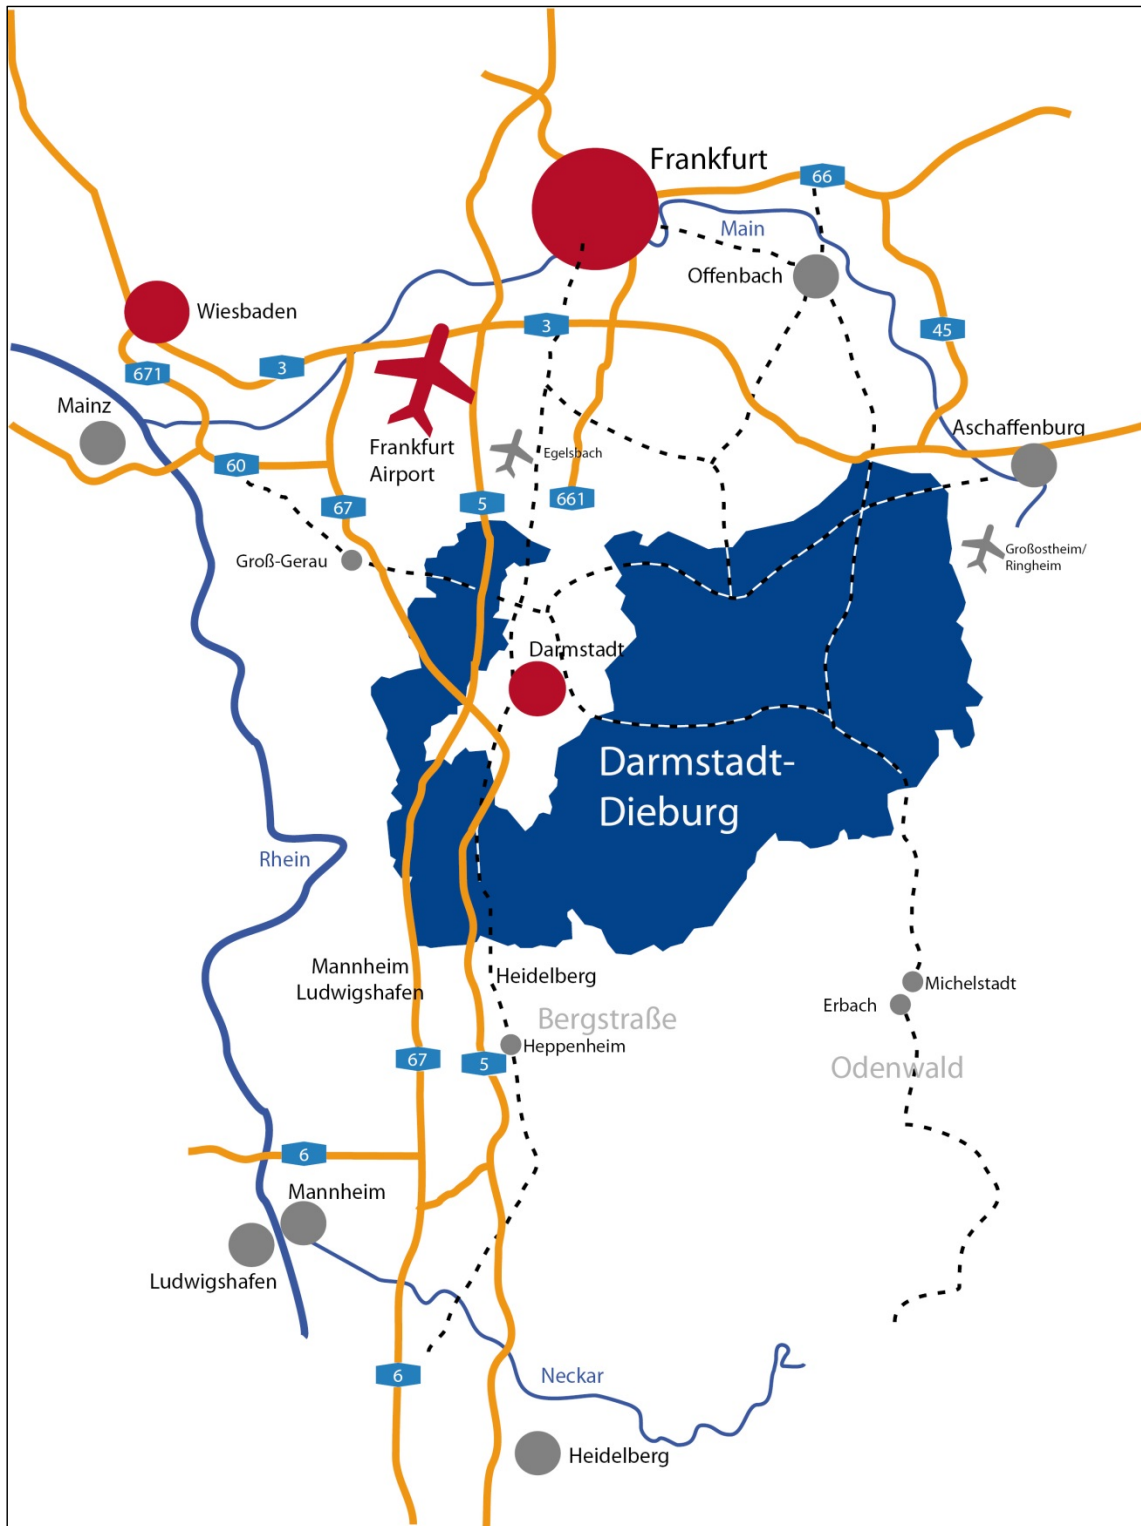 Frankfurt
66
Main
Offenbach
Wiesbaden
3
3
45
671
Mainz
Aschaffenburg
Frankfurt
Airport
Egelsbach
60
67
5
661
Groß-Gerau
Großostheim/
Ringheim
Darmstadt
Darmstadt-
Dieburg
Rhein
Mannheim
Ludwigshafen
Heidelberg
Michelstadt
Erbach
Bergstraße
Heppenheim
67
5
Odenwald
6
Mannheim
Ludwigshafen
6
Neckar
Heidelberg